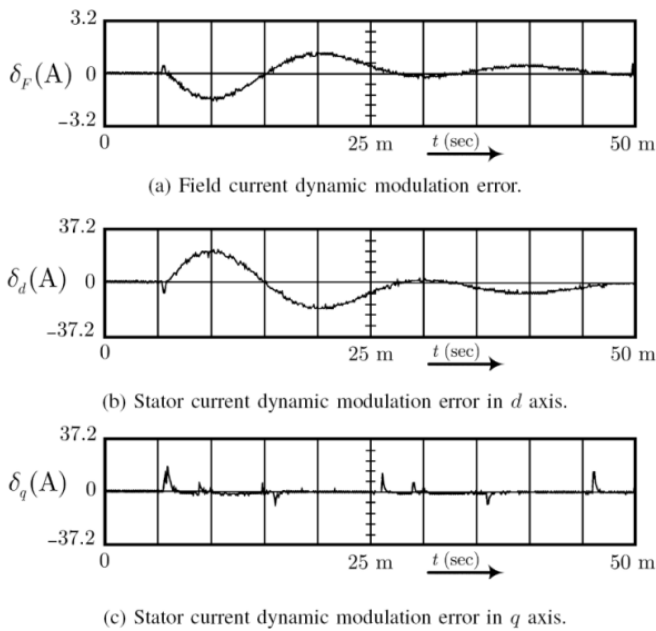 3.2
δ_F(A) 0
−3.2
0 25 m t (sec) 50 m
(a) Field current dynamic modulation error.
37.2
δ_d(A) 0
−37.2
0 25 m t (sec) 50 m
(b) Stator current dynamic modulation error in d axis.
37.2
δ_q(A) 0
−37.2
0 25 m t (sec) 50 m
(c) Stator current dynamic modulation error in q axis.